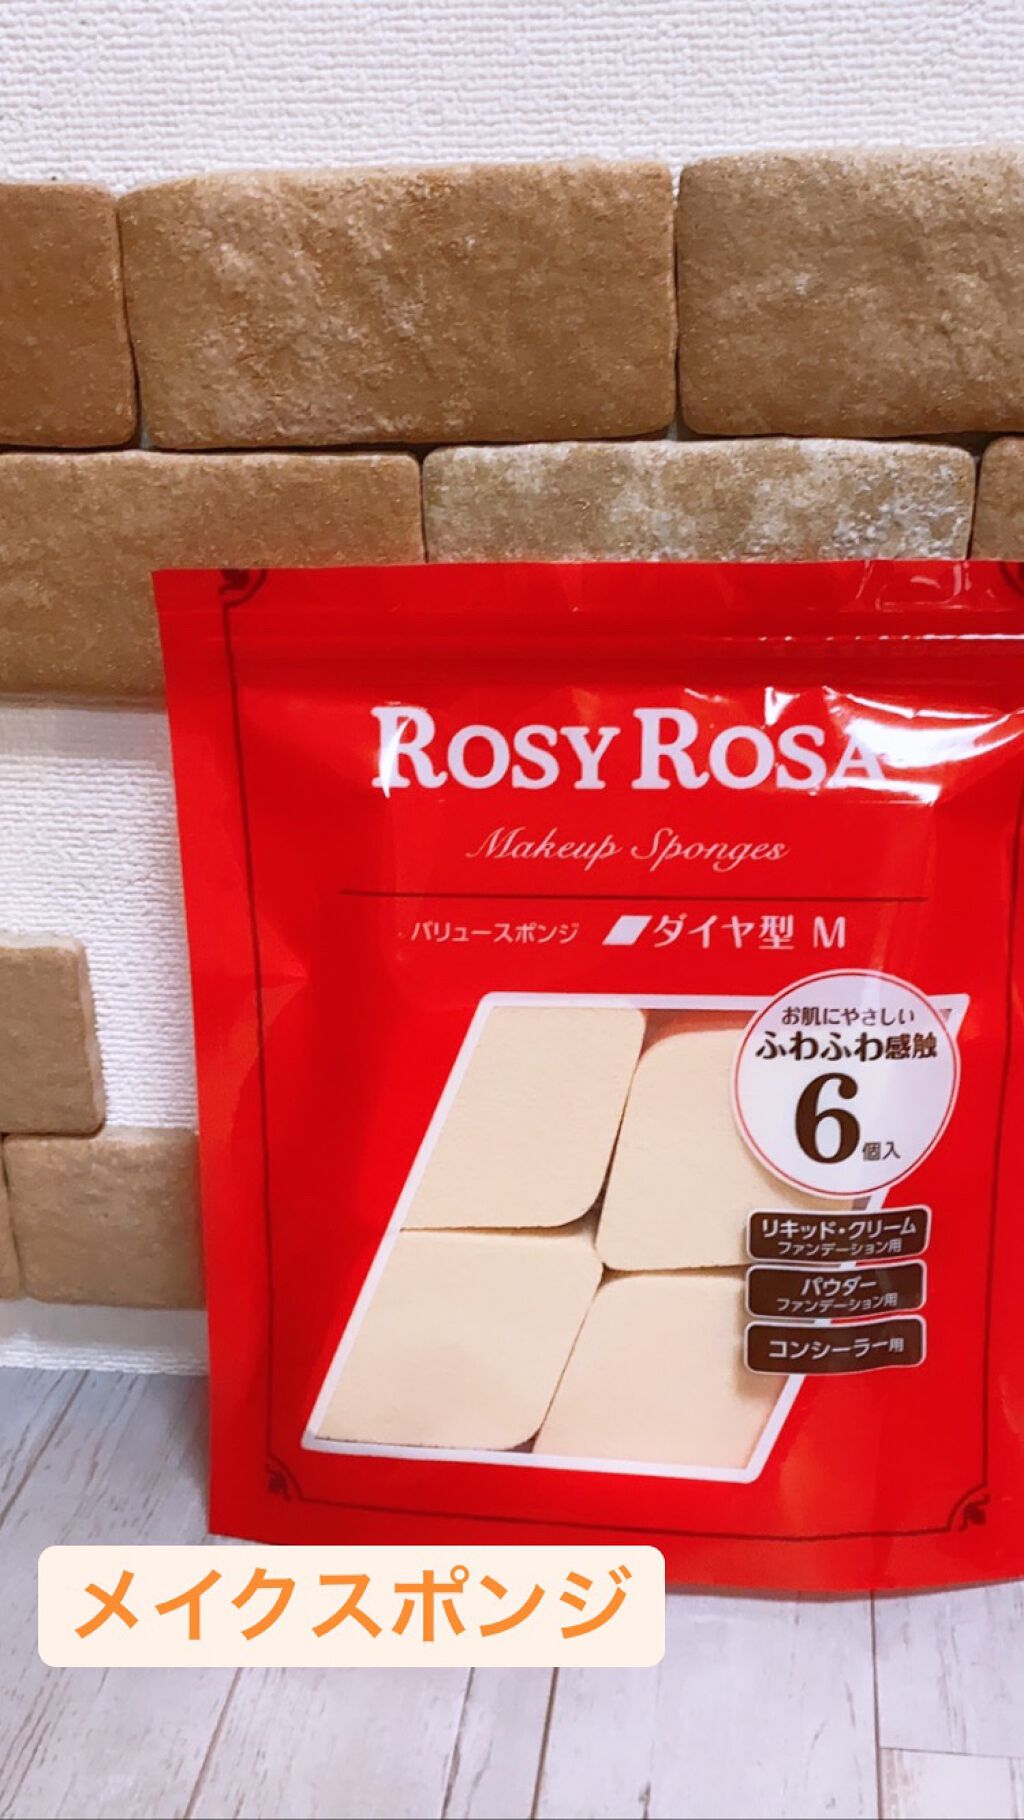 ROSY ROSA
Makeup Sponges
バリュースポンジ ダイヤ型 M
お肌にやさしい
ふわふわ感触
6個入
リキッド・クリーム
ファンデーション用
パウダー
ファンデーション用
コンシーラー用
メイクスポンジ